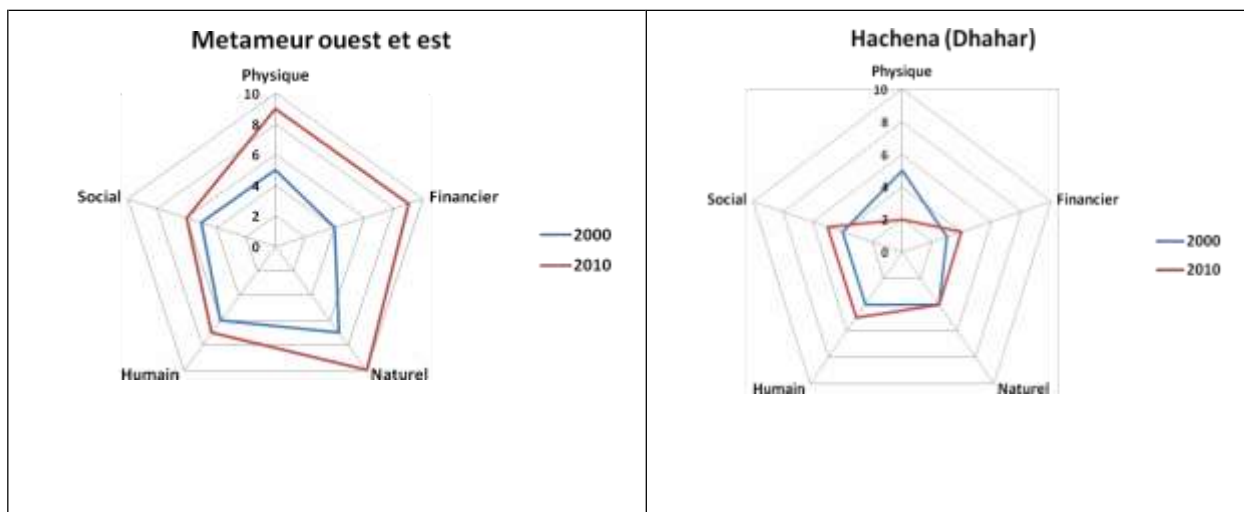 Metameur ouest et est
Physique
10
8
6
4
2
0
Social
Financier
Humain
Naturel
2000
2010
Hachena (Dhahar)
Physique
10
8
6
4
2
0
Social
Financier
Humain
Naturel
2000
2010